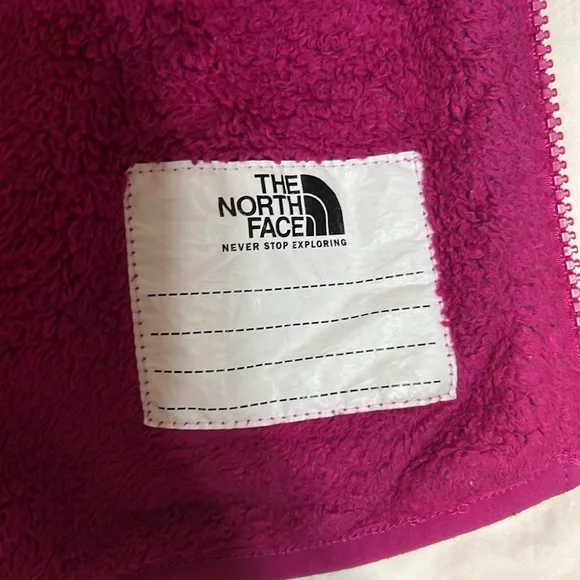 THE
NORTH
FACE
NEVER STOP EXPLORING